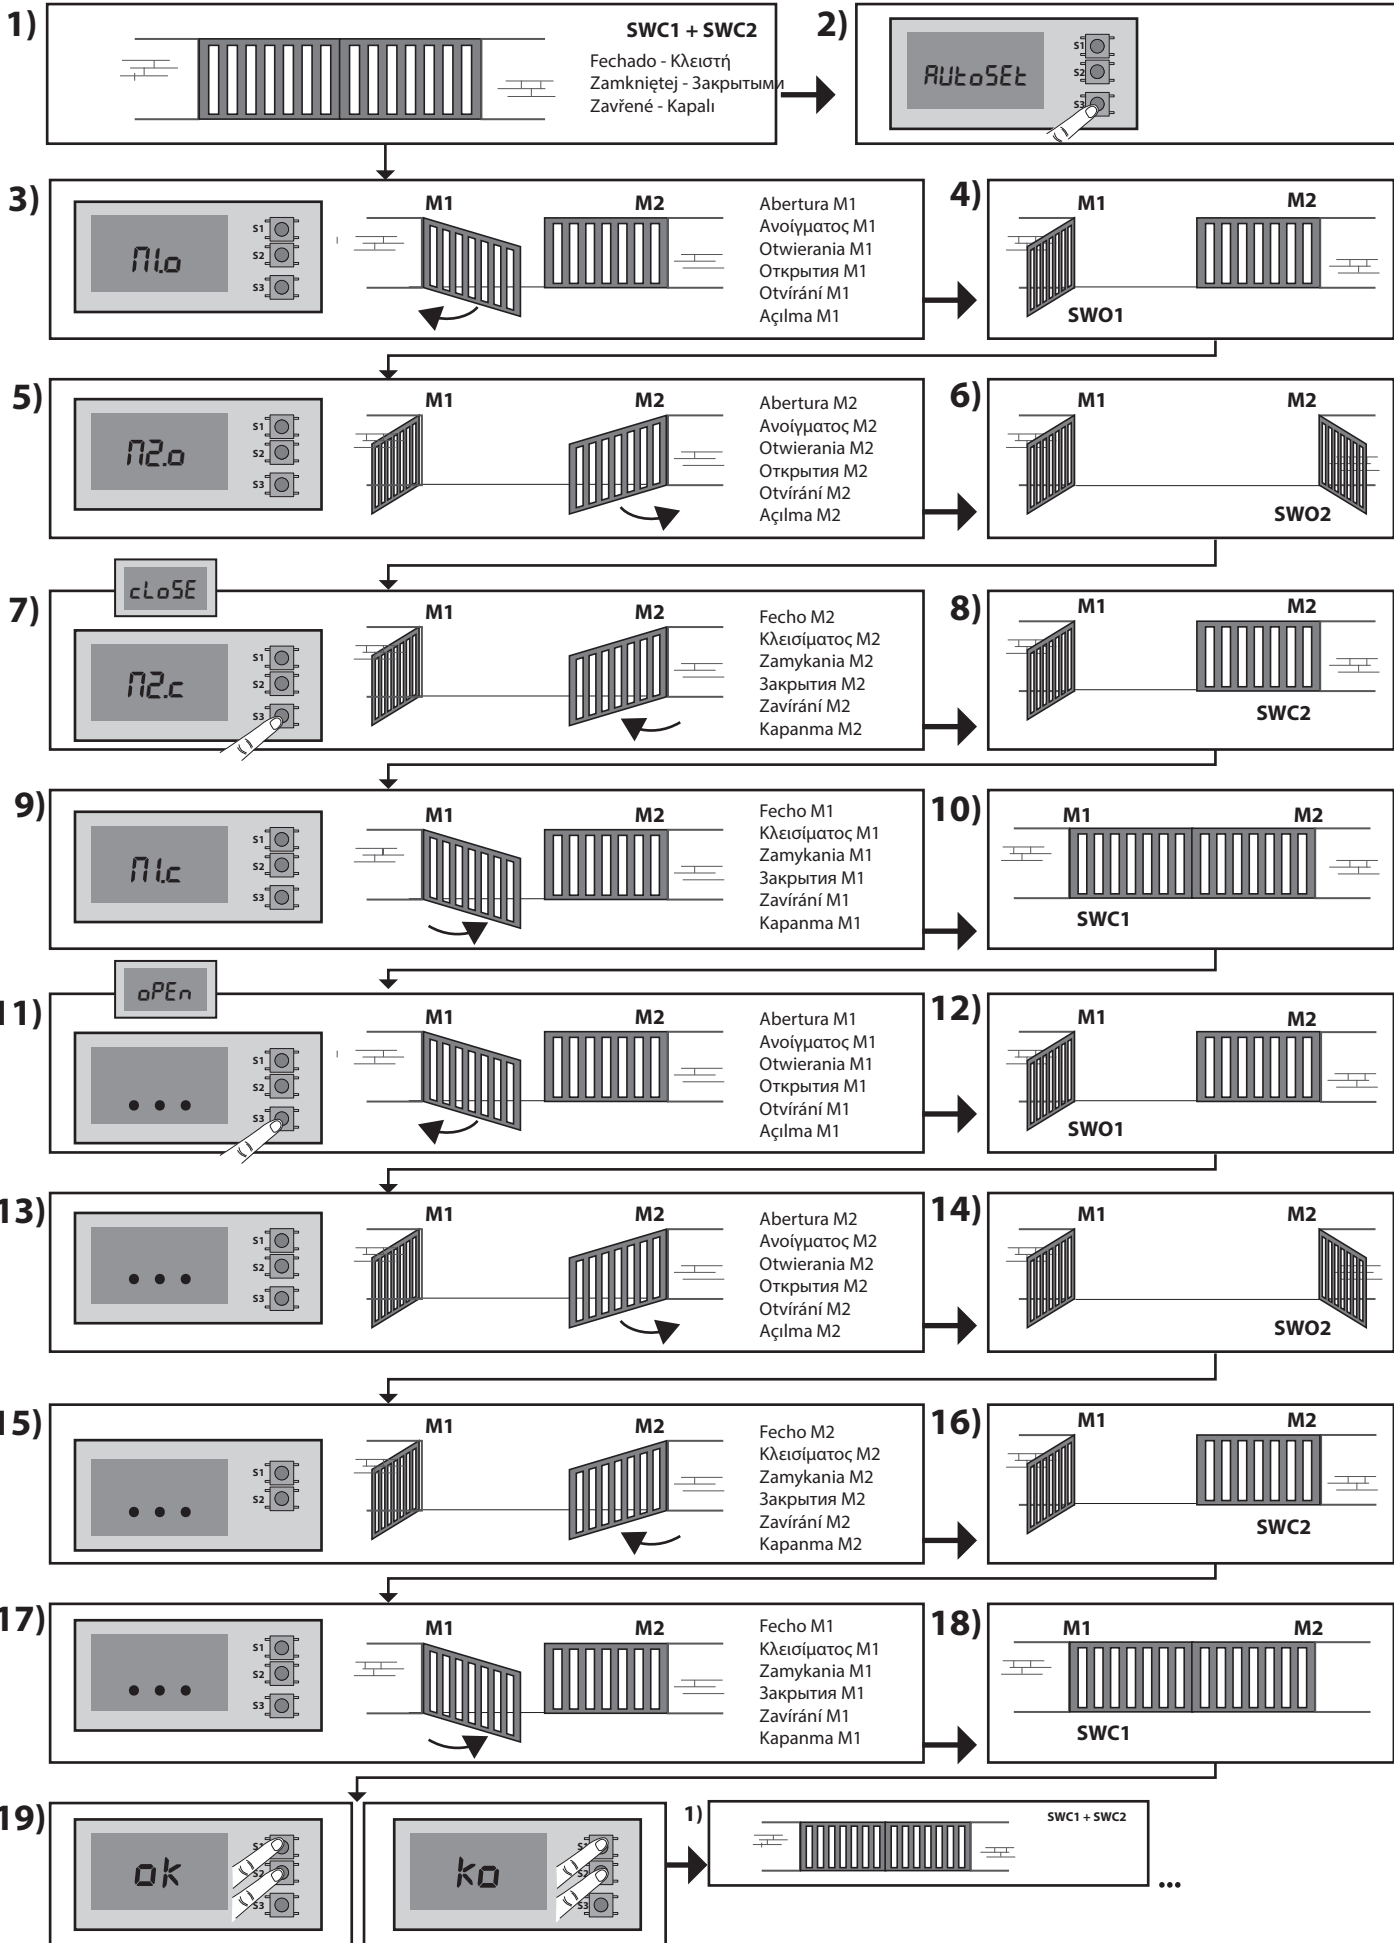 1)
SWC1 + SWC2
Fechado - Κλειστή
Zamkniętej - Закрытыми
Zavřené - Kapalı
2)
AUtoSEt
S1
S2
S3
3)
M1.o
S1
S2
S3
M1
M2
Abertura M1
Ανοίγματος M1
Otwierania M1
Открытия M1
Otvírání M1
Açılma M1
4)
M1
M2
SWO1
5)
M2.o
S1
S2
S3
M1
M2
Abertura M2
Ανοίγματος M2
Otwierania M2
Открытия M2
Otvírání M2
Açılma M2
6)
M1
M2
SWO2
cLoSE
7)
M2.c
S1
S2
S3
M1
M2
Fecho M2
Κλεισίματος M2
Zamykania M2
Закрытия M2
Zavírání M2
Kapanma M2
8)
M1
M2
SWC2
9)
M1.c
S1
S2
S3
M1
M2
Fecho M1
Κλεισίματος M1
Zamykania M1
Закрытия M1
Zavírání M1
Kapanma M1
10)
M1
M2
SWC1
oPEn
11)
...
S1
S2
S3
M1
M2
Abertura M1
Ανοίγματος M1
Otwierania M1
Открытия M1
Otvírání M1
Açılma M1
12)
M1
M2
SWO1
13)
...
S1
S2
S3
M1
M2
Abertura M2
Ανοίγματος M2
Otwierania M2
Открытия M2
Otvírání M2
Açılma M2
14)
M1
M2
SWO2
15)
...
S1
S2
M1
M2
Fecho M2
Κλεισίματος M2
Zamykania M2
Закрытия M2
Zavírání M2
Kapanma M2
16)
M1
M2
SWC2
17)
...
S1
S2
S3
M1
M2
Fecho M1
Κλεισίματος M1
Zamykania M1
Закрытия M1
Zavírání M1
Kapanma M1
18)
M1
M2
SWC1
19)
ok
S1
S2
S3
ko
S1
S2
S3
1)
SWC1 + SWC2
...